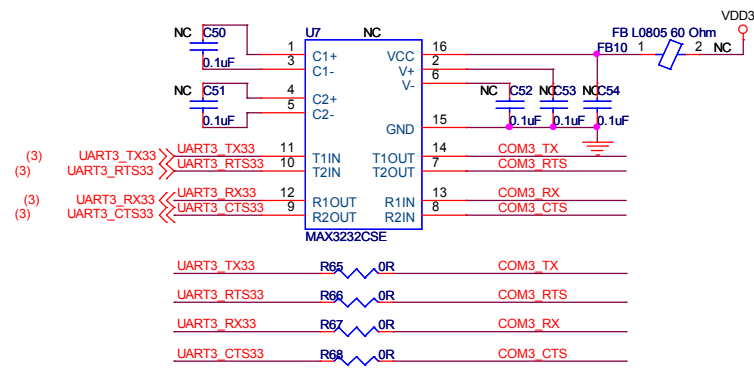 VDD3
NC C50 U7 NC FB L0805 60 Ohm
1 C1+ VCC 16 FB10 1 2 NC
3 C1- V+ 2
0.1uF V- 6
NC C51 4 C2+ NC C52 NC C53 NC C54
5 C2-
0.1uF GND 15 0.1uF 0.1uF 0.1uF
(3) UART3_TX33 UART3_TX33 11 T1IN T1OUT 14 COM3_TX
(3) UART3_RTS33 UART3_RTS33 10 T2IN T2OUT 7 COM3_RTS
(3) UART3_RX33 UART3_RX33 12 R1OUT R1IN 13 COM3_RX
(3) UART3_CTS33 UART3_CTS33 9 R2OUT R2IN 8 COM3_CTS
MAX3232CSE
UART3_TX33 R65 0R COM3_TX
UART3_RTS33 R66 0R COM3_RTS
UART3_RX33 R67 0R COM3_RX
UART3_CTS33 R68 0R COM3_CTS